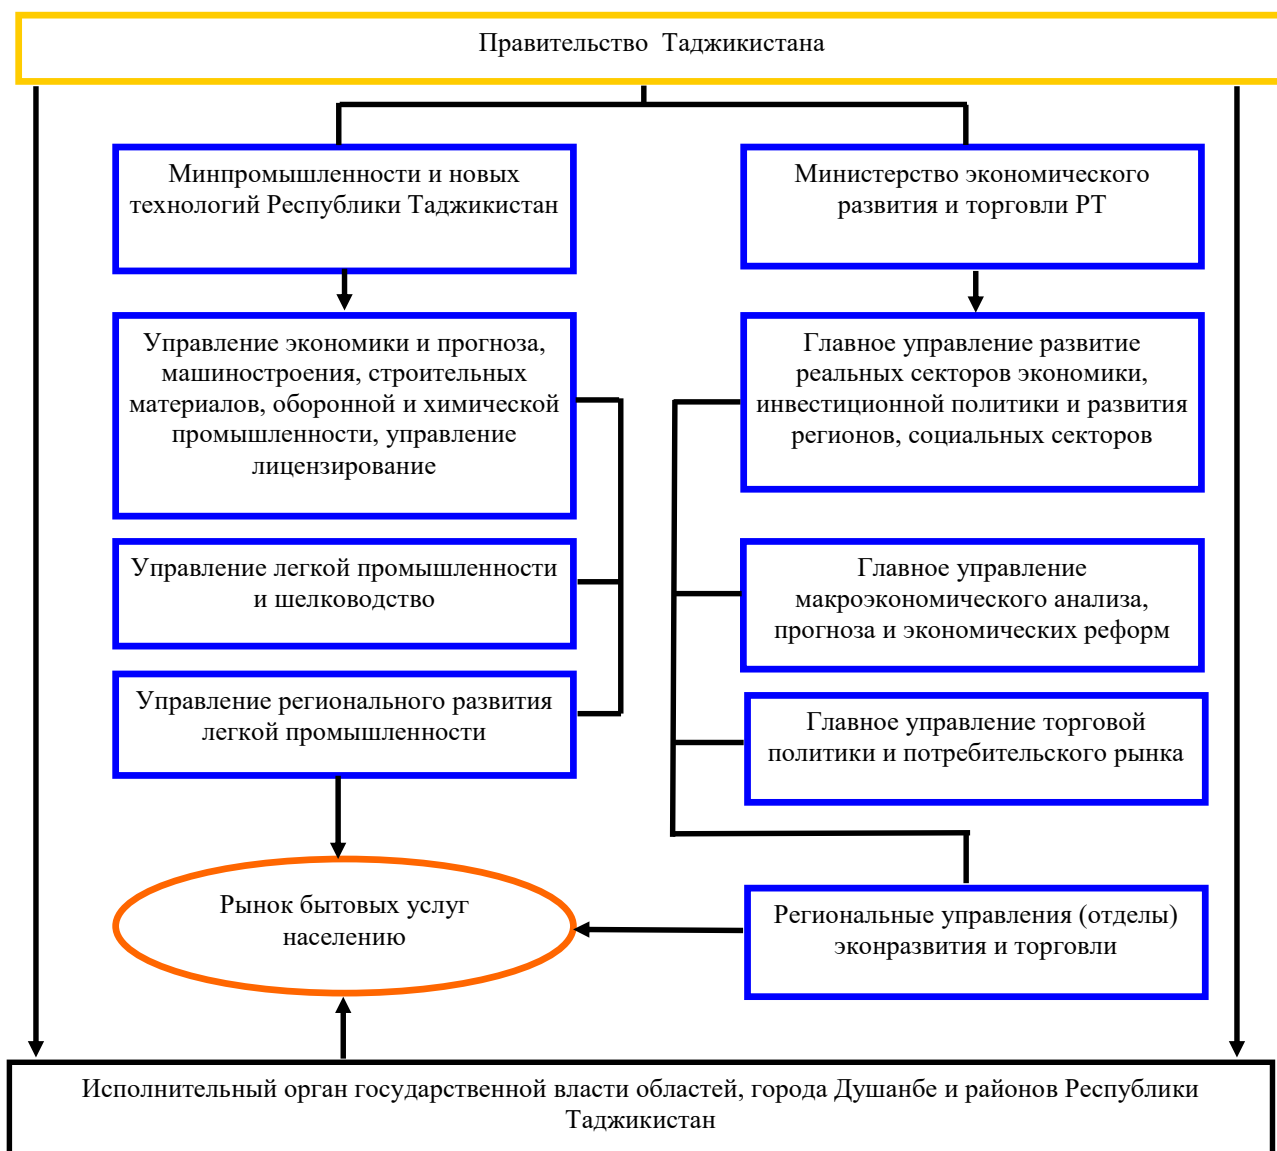 Правительство Таджикистана
Минпромышленности и новых
технологий Республики Таджикистан
Министерство экономического
развития и торговли РТ
Управление экономики и прогноза,
машиностроения, строительных
материалов, оборонной и химической
промышленности, управление
лицензирование
Главное управление развитие
реальных секторов экономики,
инвестиционной политики и развития
регионов, социальных секторов
Управление легкой промышленности
и шелководство
Главное управление
макроэкономического анализа,
прогноза и экономических реформ
Управление регионального развития
легкой промышленности
Главное управление торговой
политики и потребительского рынка
Рынок бытовых услуг
населению
Региональные управления (отделы)
эконразвития и торговли
Исполнительный орган государственной власти областей, города Душанбе и районов Республики
Таджикистан